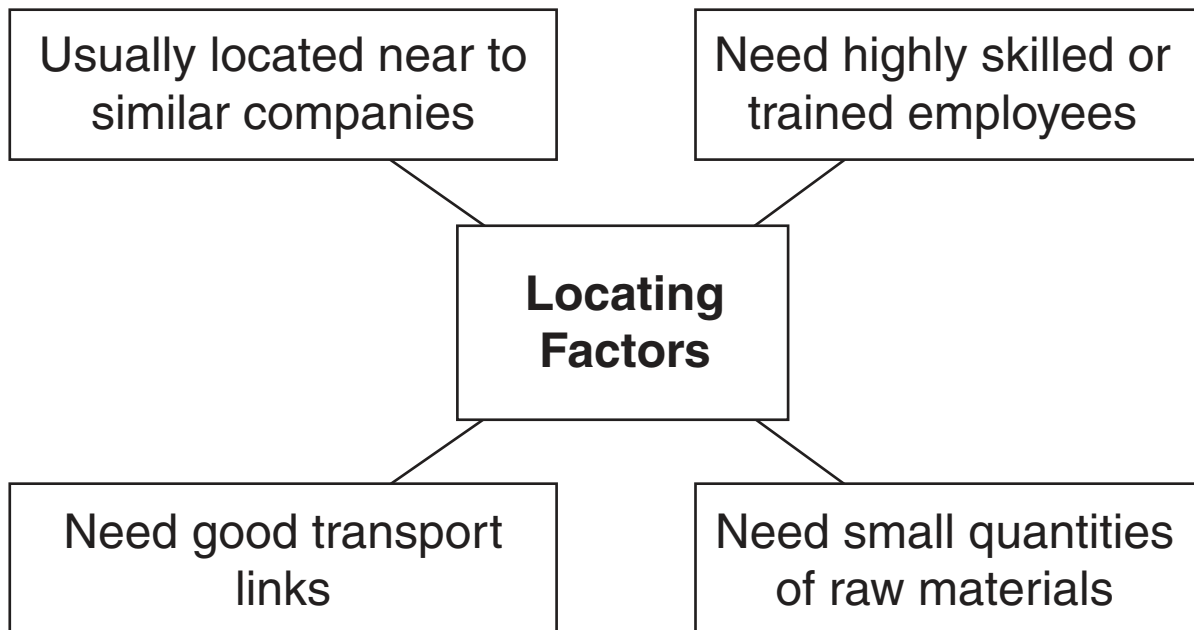 Usually located near to
similar companies
Need highly skilled or
trained employees
Locating
Factors
Need good transport
links
Need small quantities
of raw materials